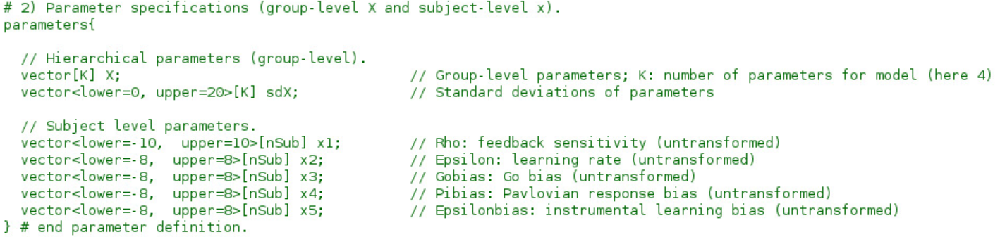 # 2) Parameter specifications (group-level X and subject-level x).
parameters{
// Hierarchical parameters (group-level).
vector[K] X; // Group-level parameters; K: number of parameters for model (here 4)
vector<lower=0, upper=20>[K] sdX; // Standard deviations of parameters
// Subject level parameters.
vector<lower=-10,  upper=10>[nSub] x1; // Rho: feedback sensitivity (untransformed)
vector<lower=-8,  upper=8>[nSub] x2; // Epsilon: learning rate (untransformed)
vector<lower=-8,  upper=8>[nSub] x3; // Gobias: Go bias (untransformed)
vector<lower=-8,  upper=8>[nSub] x4; // Pibias: Pavlovian response bias (untransformed)
vector<lower=-8,  upper=8>[nSub] x5; // Epsilonbias: instrumental learning bias (untransformed)
} # end parameter definition.